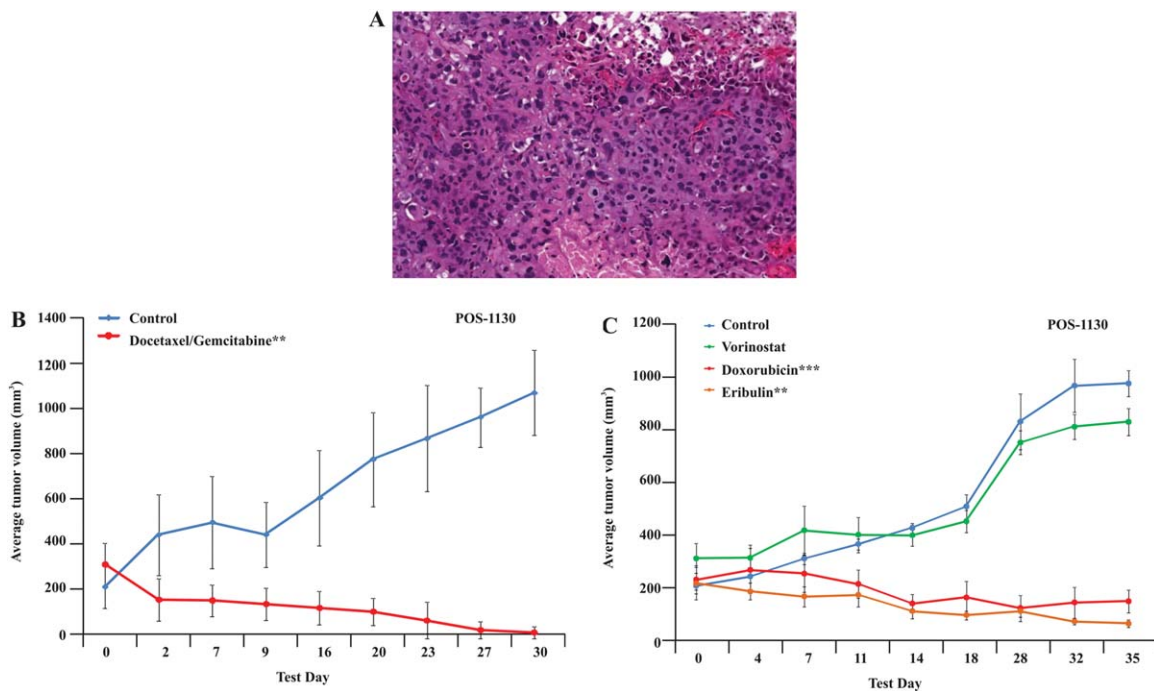 A
B
Control
Docetaxel/Gemcitabine**
POS-1130
Average tumor volume (mm³)
1400
1200
1000
800
600
400
200
0
0 2 7 9 16 20 23 27 30
Test Day
C
Control
Vorinostat
Doxorubicin***
Eribulin**
POS-1130
Average tumor volume (mm³)
1200
1000
800
600
400
200
0
0 4 7 11 14 18 28 32 35
Test Day